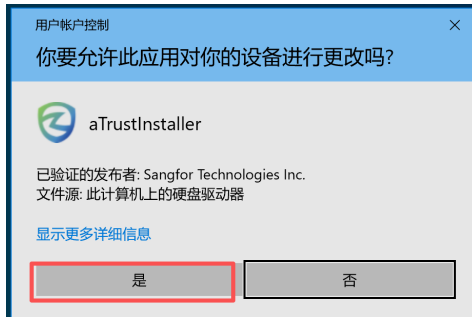 用户帐户控制
你要允许此应用对你的设备进行更改吗?
aTrustInstaller
已验证的发布者: Sangfor Technologies Inc.
文件源: 此计算机上的硬盘驱动器
显示更多详细信息
是
否